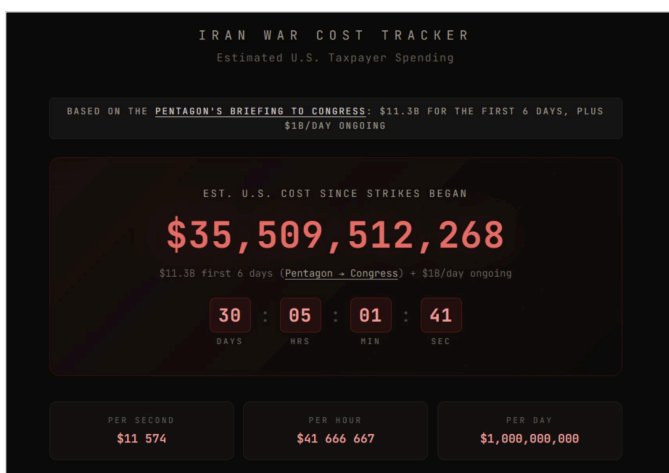 IRAN WAR COST TRACKER
Estimated U.S. Taxpayer Spending
BASED ON THE PENTAGON'S BRIEFING TO CONGRESS: $11.3B FOR THE FIRST 6 DAYS, PLUS
$1B/DAY ONGOING
EST. U.S. COST SINCE STRIKES BEGAN
$35,509,512,268
$11.3B first 6 days (Pentagon → Congress) + $1B/day ongoing
30 : 05 : 01 : 41
DAYS HRS MIN SEC
PER SECOND PER HOUR PER DAY
$11 574 $41 666 667 $1,000,000,000